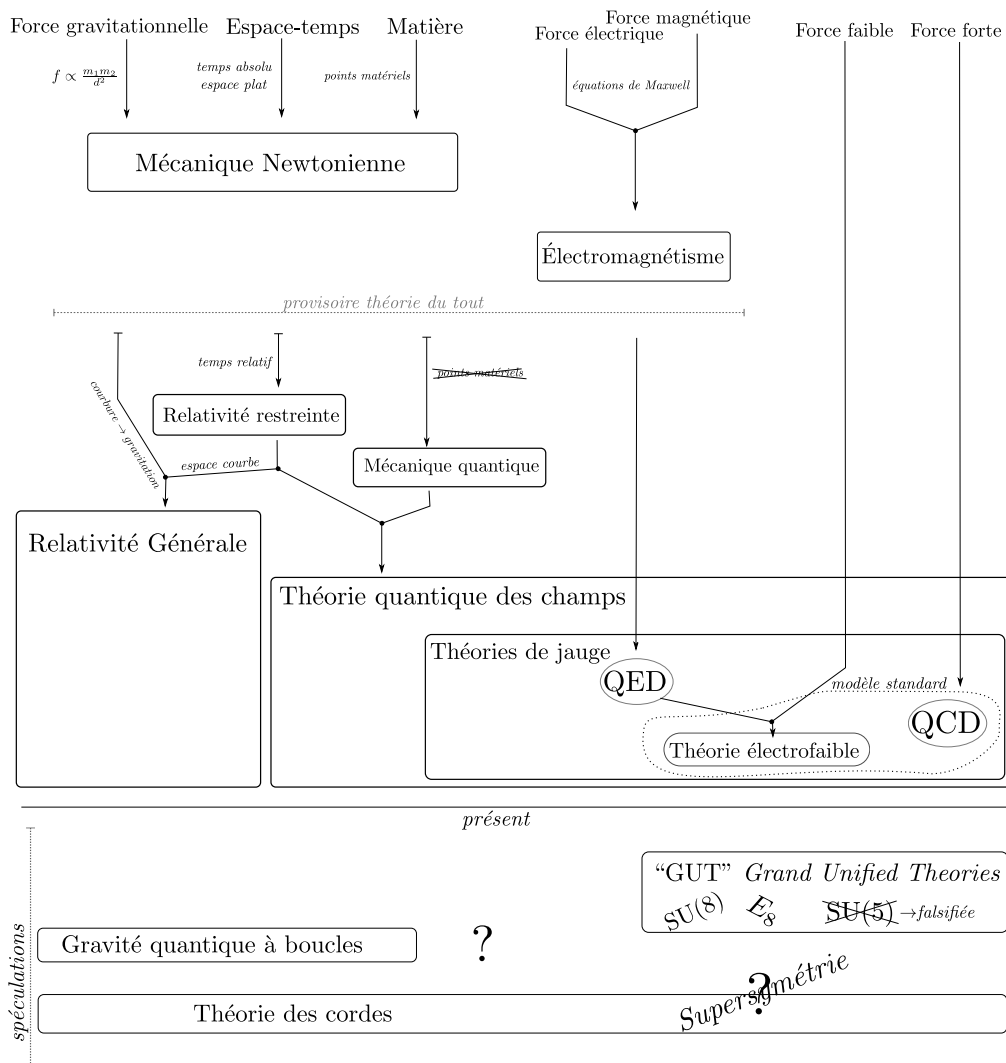 Force gravitationnelle
Espace-temps
Matière
Force magnétique
Force électrique
Force faible
Force forte
f ∝ m₁m₂/d²
temps absolu
espace plat
points matériels
équations de Maxwell
Mécanique Newtonienne
Électromagnétisme
provisoire théorie du tout
temps relatif
points matériels
courbure → gravitation
Relativité restreinte
espace courbe
Mécanique quantique
Relativité Générale
Théorie quantique des champs
Théories de jauge
QED
modèle standard
QCD
Théorie électrofaible
présent
spéculations
“GUT” Grand Unified Theories
SU(8) E₈ SU(5) →falsifiée
Gravité quantique à boucles
?
?
Supersymétrie
Théorie des cordes